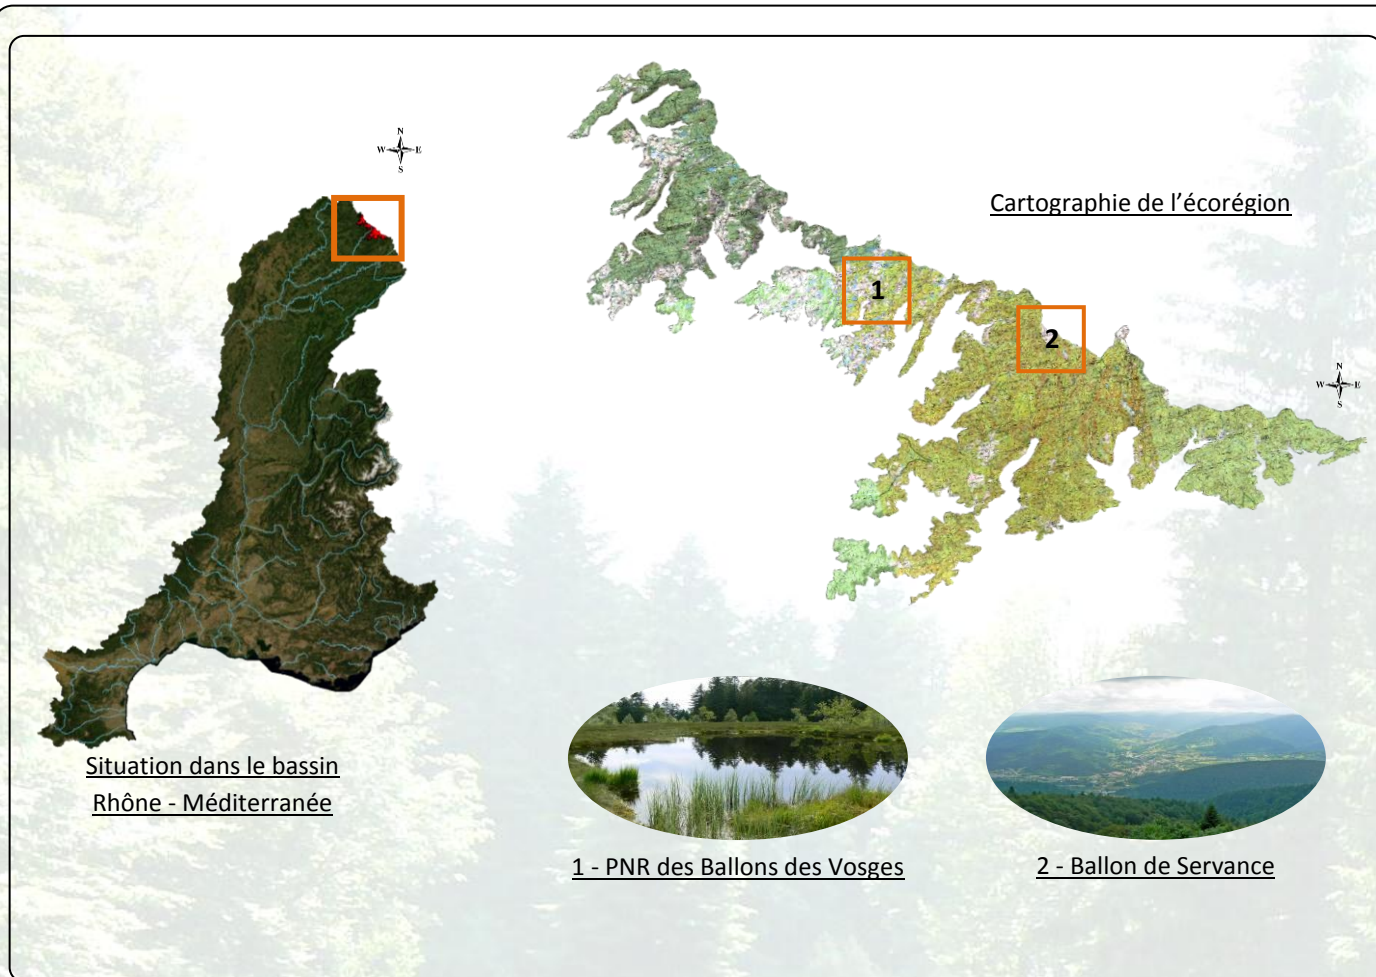 N
W E
S
Cartographie de l'écorégion
1
2
N
W E
S
Situation dans le bassin
Rhône - Méditerranée
1 - PNR des Ballons des Vosges
2 - Ballon de Servance